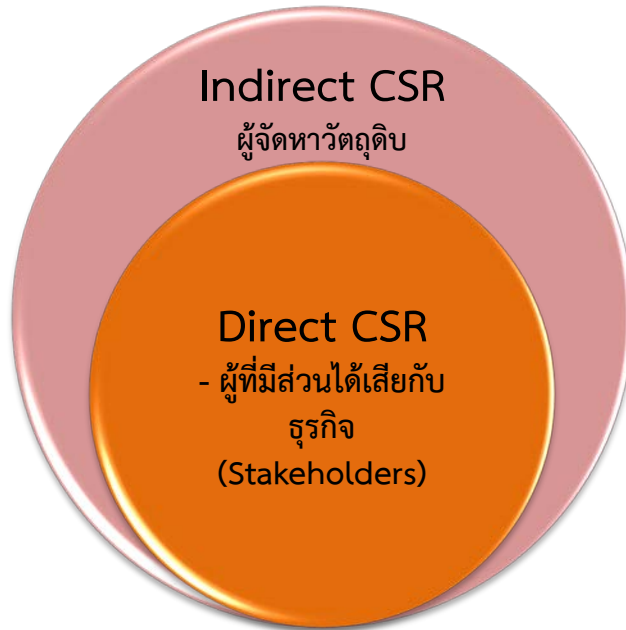 Indirect CSR
ผู้จัดหาวัตถุดิบ
Direct CSR
- ผู้ที่มีส่วนได้เสียกับ
ธุรกิจ
(Stakeholders)